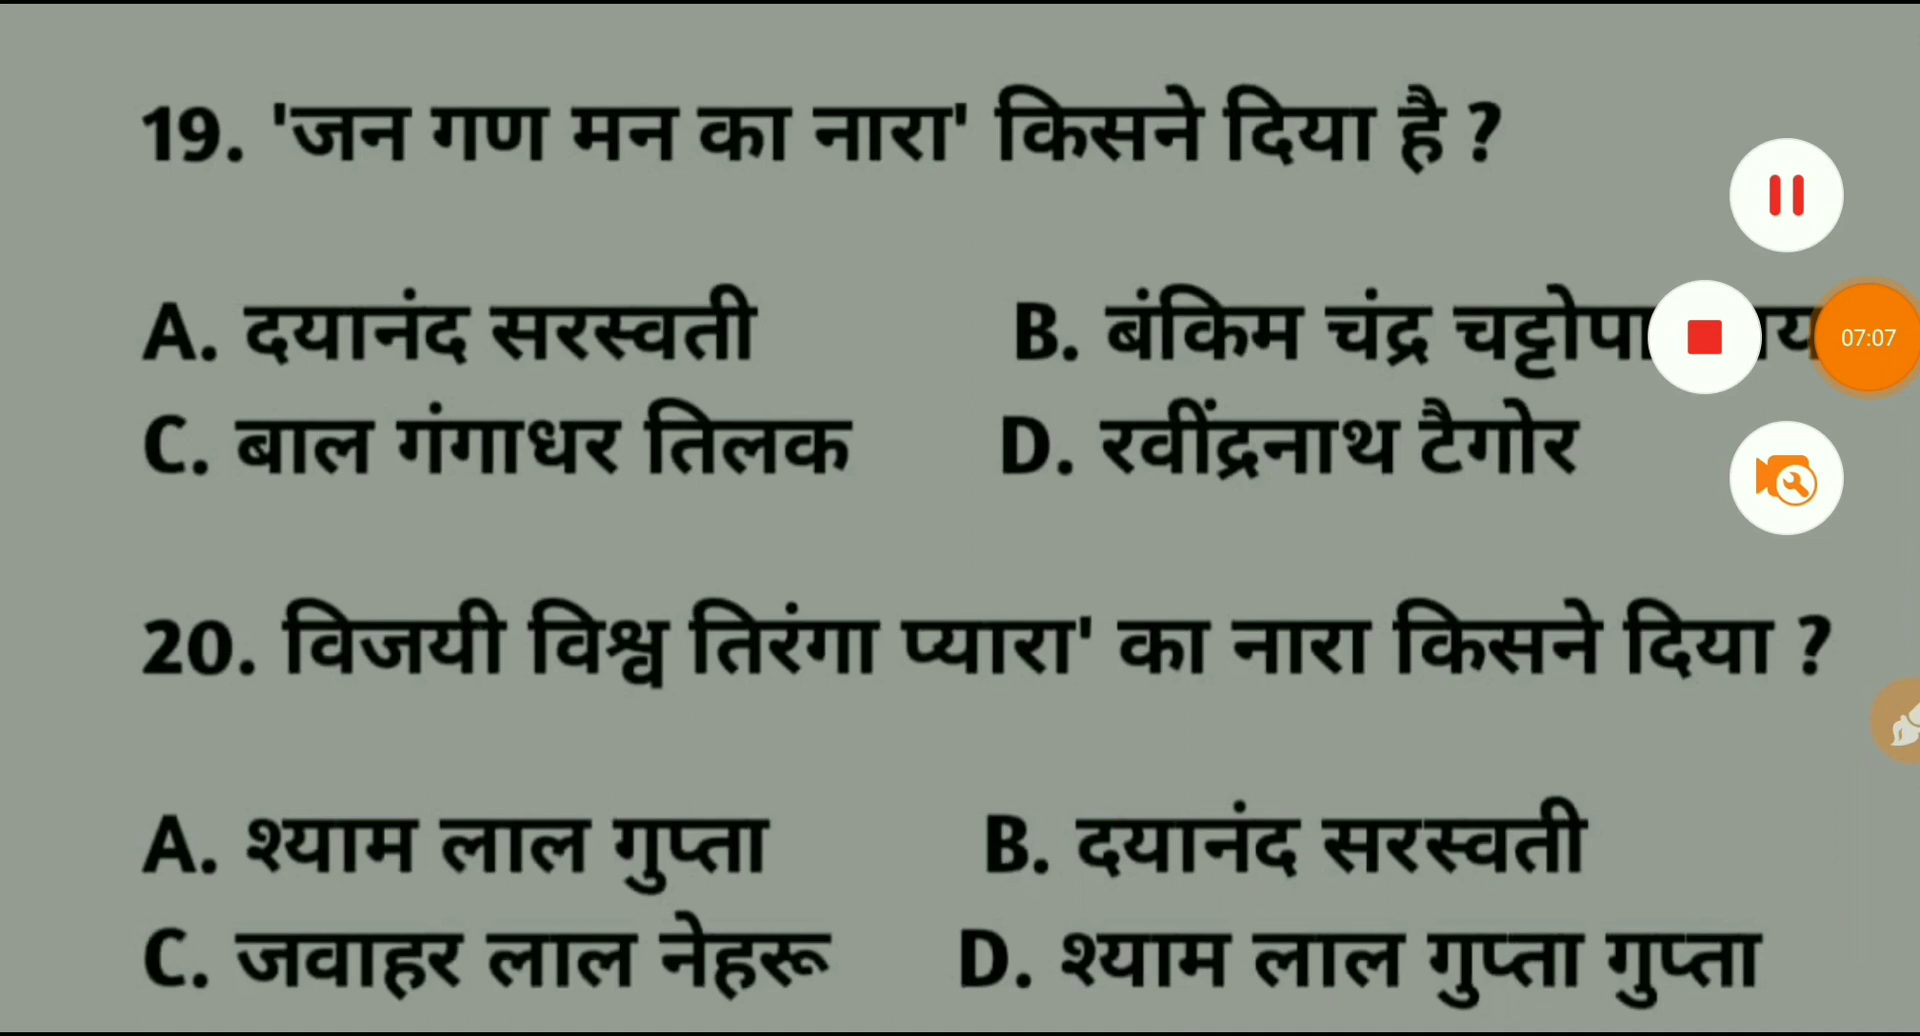 19. 'जन गण मन का नारा' किसने दिया है ?
A. दयानंद सरस्वती B. बंकिम चंद्र
07:07
C. बाल गंगाधर तिलक D. रवींद्रनाथ टैगोर
20. विजयी विश्व तिरंगा प्यारा' का नारा किसने दिया ?
A. श्याम लाल गुप्ता B. दयानंद सरस्वती
C. जवाहर लाल नेहरू D. श्याम लाल गुप्ता गुप्ता